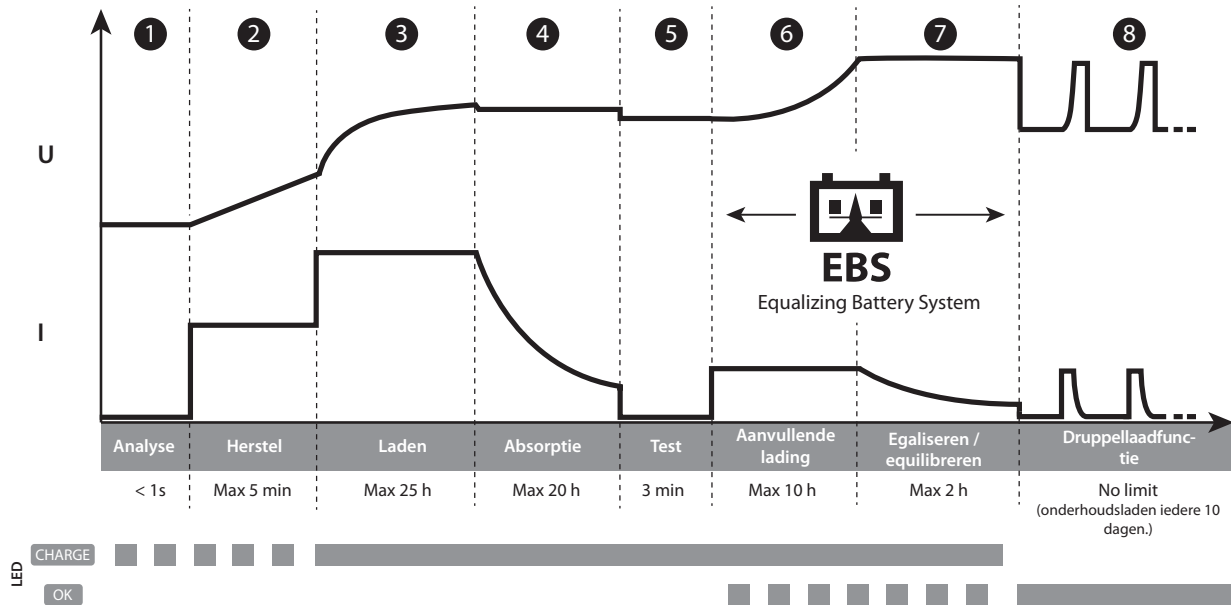 1 2 3 4 5 6 7 8
U
EBS
Equalizing Battery System
I
Analyse Herstel Laden Absorptie Test Aanvullende lading Egaliseren / equilibreren Druppellaadfunc-
tie
< 1s Max 5 min Max 25 h Max 20 h 3 min Max 10 h Max 2 h No limit
(onderhoudsladen iedere 10
dagen.)
LED
CHARGE
OK